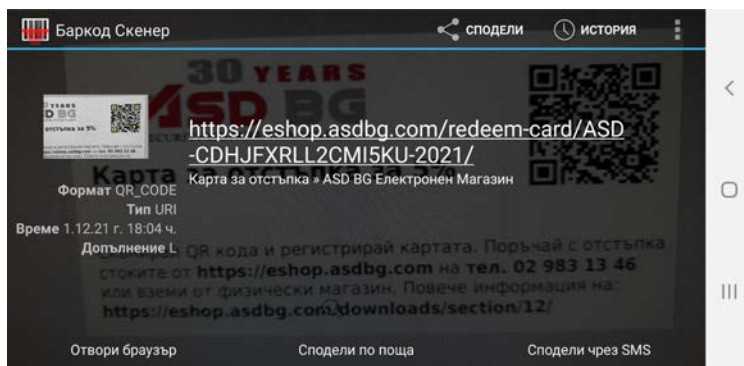 Баркод Скенер
СПОДЕЛИ
ИСТОРИЯ
30 YEARS
ASD BG
https://eshop.asdbg.com/redeem-card/ASD
-CDHJFXRLL2CMI5KU-2021/
Карта за отстъпка » ASD BG Електронен Магазин
Карта за отстъпка за 5%
Формат QR_CODE
Тип URI
Време 1.12.21 г. 18:04 ч.
Допълнение L
QR кода и регистрирай картата. Поръчай с отстъпка
стоките от https://eshop.asdbg.com на тел. 02 983 13 46
или вземи от физически магазин. Повече информация на:
https://eshop.asdbg.com/downloads/section/12/
Отвори браузър
Сподели по поща
Сподели чрез SMS